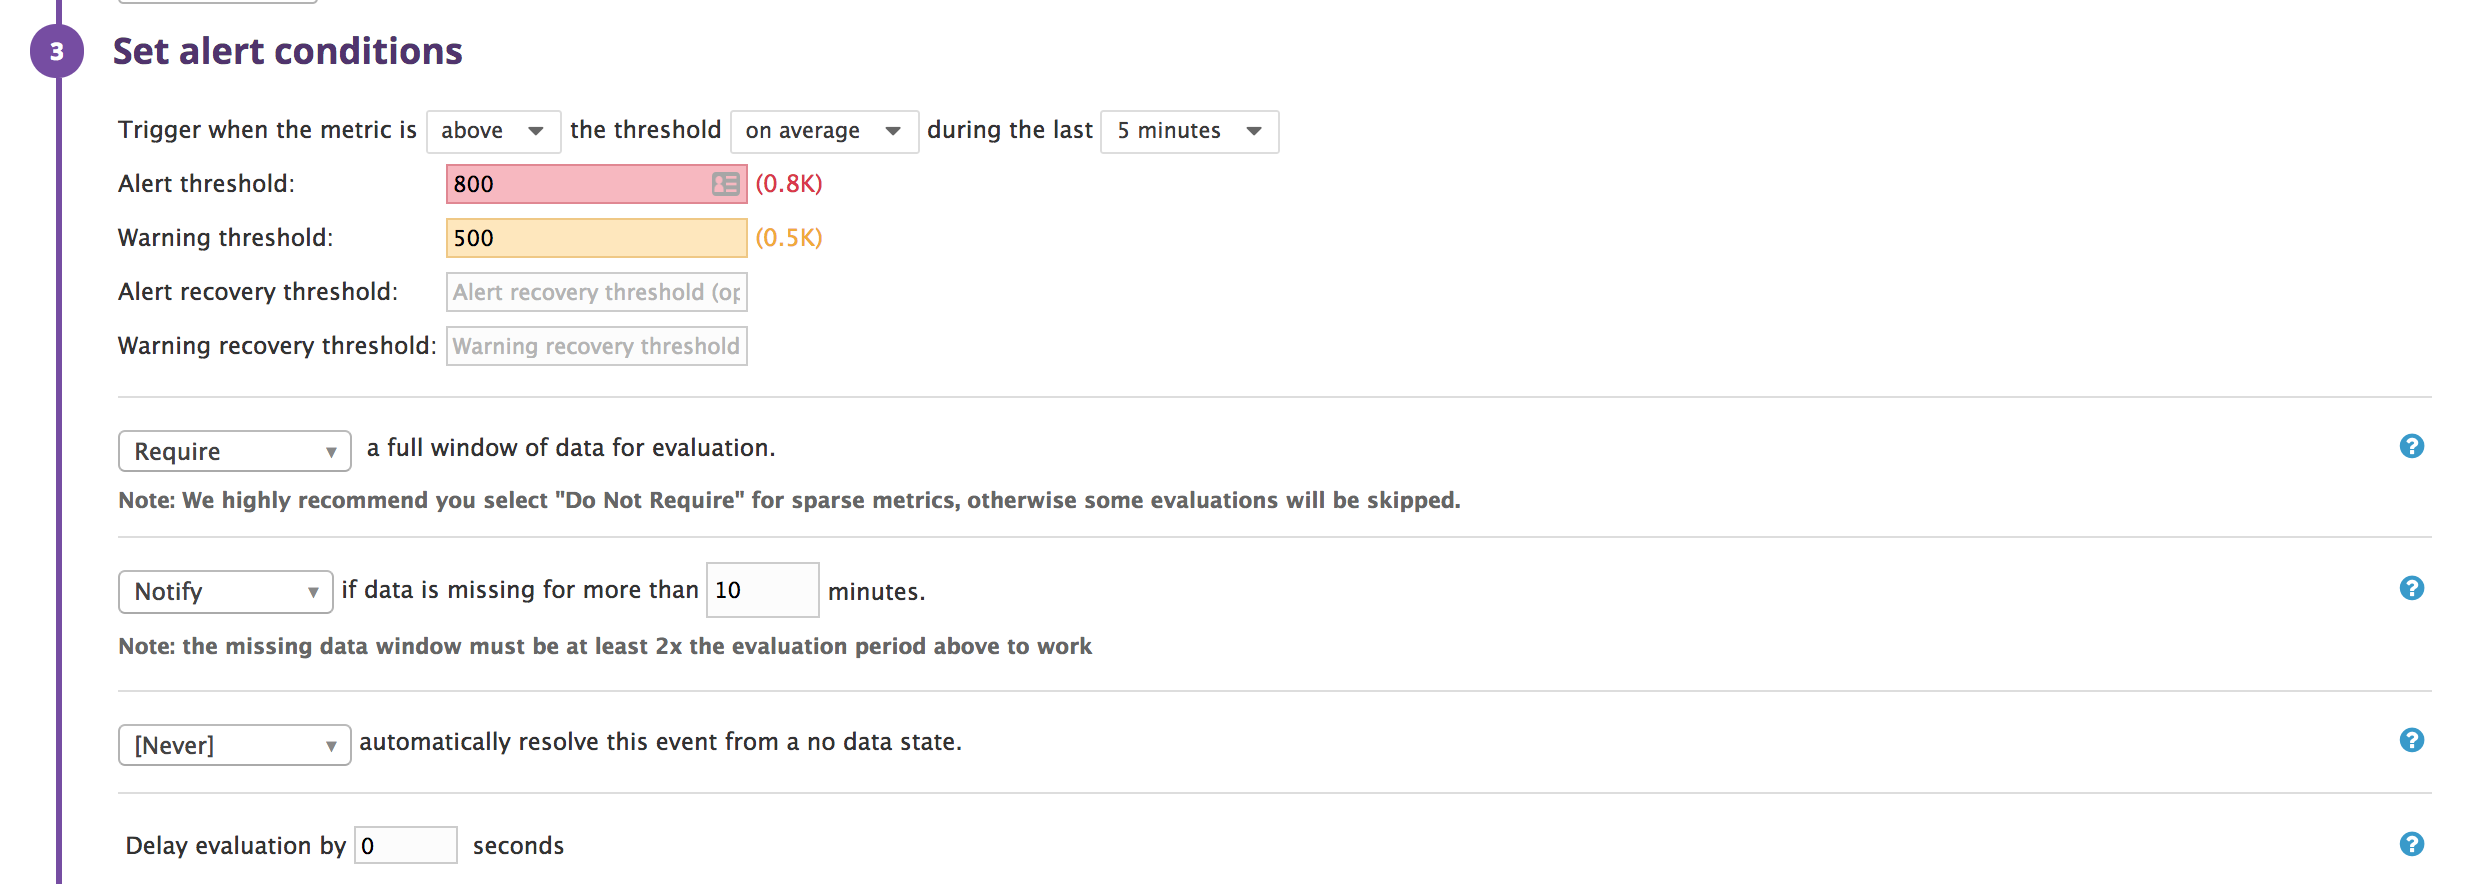 3 Set alert conditions
Trigger when the metric is above the threshold on average during the last 5 minutes
Alert threshold: 800 (0.8K)
Warning threshold: 500 (0.5K)
Alert recovery threshold: Alert recovery threshold (op
Warning recovery threshold: Warning recovery threshold
Require a full window of data for evaluation. ?
Note: We highly recommend you select "Do Not Require" for sparse metrics, otherwise some evaluations will be skipped.
Notify if data is missing for more than 10 minutes. ?
Note: the missing data window must be at least 2x the evaluation period above to work
[Never] automatically resolve this event from a no data state. ?
Delay evaluation by 0 seconds ?